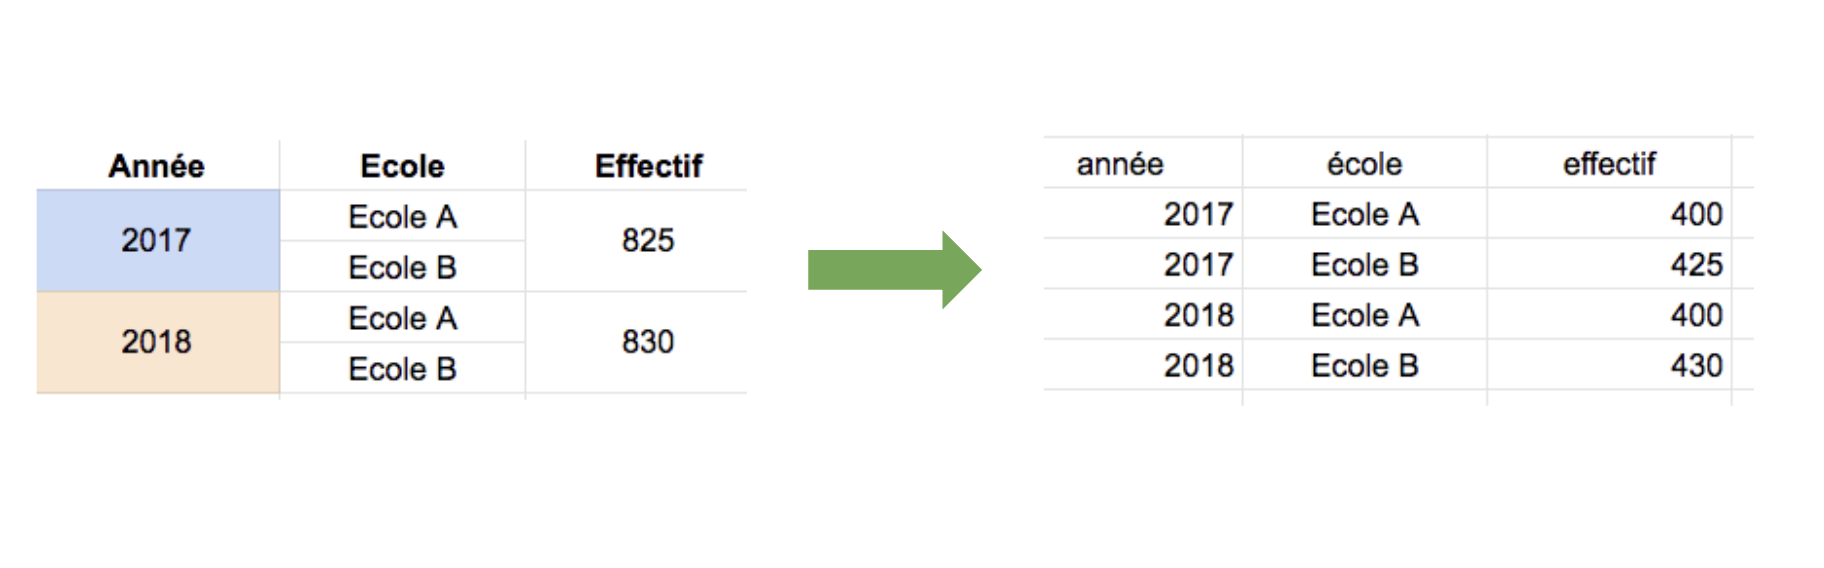 Année Ecole Effectif
2017 Ecole A 825
Ecole B
2018 Ecole A 830
Ecole B
année école effectif
2017 Ecole A 400
2017 Ecole B 425
2018 Ecole A 400
2018 Ecole B 430